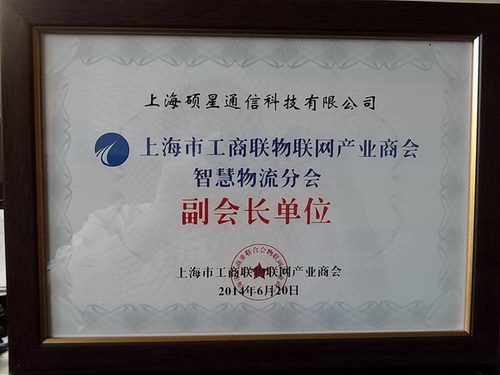 上海硕星通信科技有限公司
上海市工商联物联网产业商会
智慧物流分会
副会长单位
上海市工商联物联网产业商会
2014年6月20日